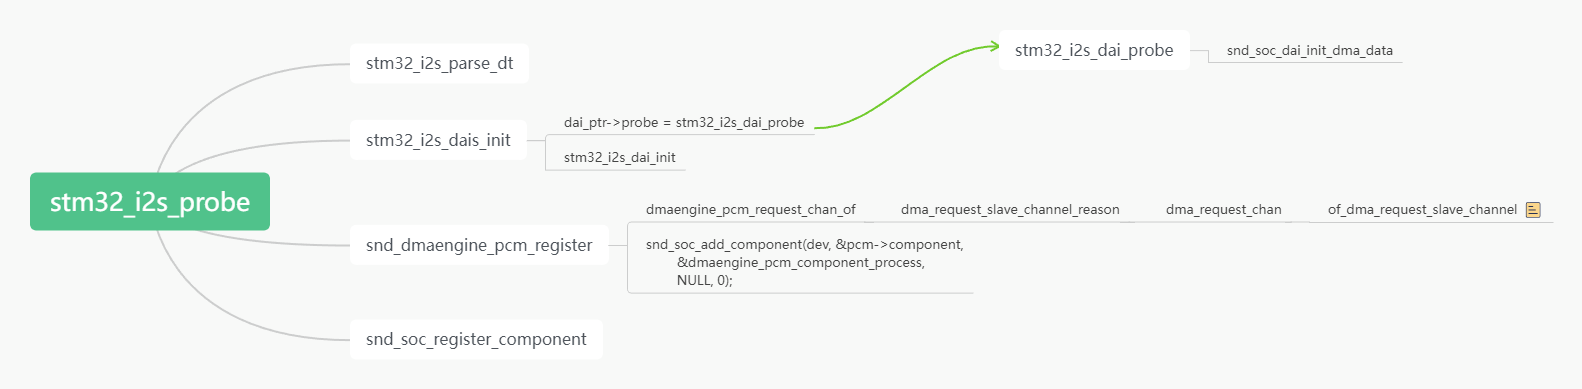 stm32_i2s_probe
stm32_i2s_parse_dt
stm32_i2s_dais_init
dai_ptr->probe = stm32_i2s_dai_probe
stm32_i2s_dai_probe
snd_soc_dai_init_dma_data
stm32_i2s_dai_init
snd_dmaengine_pcm_register
dmaengine_pcm_request_chan_of
dma_request_slave_channel_reason
dma_request_chan
of_dma_request_slave_channel
snd_soc_add_component(dev, &pcm->component,
&dmaengine_pcm_component_process,
NULL, 0);
snd_soc_register_component